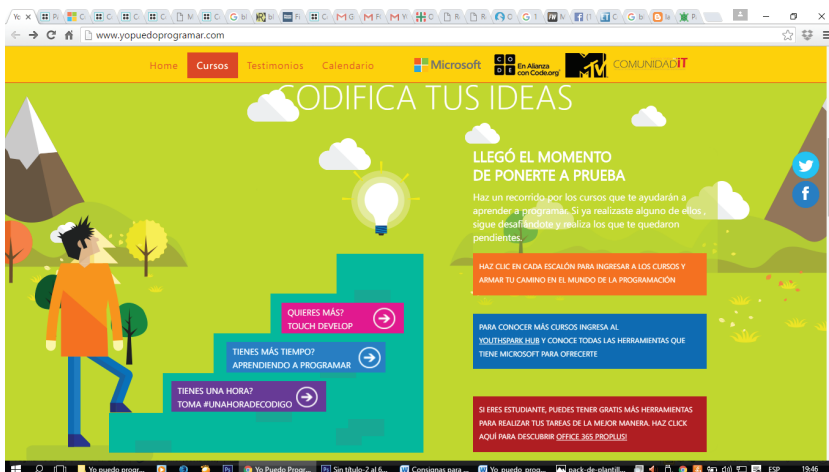 www.yopuedoprogramar.com
Home Cursos Testimonios Calendario Microsoft CODE En Alianza con Code.org MTV COMUNIDADIT
CODIFICA TUS IDEAS
LLEGÓ EL MOMENTO
DE PONERTE A PRUEBA
Haz un recorrido por los cursos que te ayudarán a
aprender a programar. Si ya realizaste alguno de ellos ,
sigue desafiándote y realiza los que te quedaron
pendientes.
HAZ CLIC EN CADA ESCALÓN PARA INGRESAR A LOS CURSOS Y
ARMAR TU CAMINO EN EL MUNDO DE LA PROGRAMACIÓN
QUIERES MÁS?
TOUCH DEVELOP
TIENES MÁS TIEMPO?
APRENDIENDO A PROGRAMAR
TIENES UNA HORA?
TOMA #UNAHORADECODIGO
PARA CONOCER MÁS CURSOS INGRESA AL
YOUTHSPARK HUB Y CONOCE TODAS LAS HERRAMIENTAS QUE
TIENE MICROSOFT PARA OFRECERTE
SI ERES ESTUDIANTE, PUEDES TENER GRATIS MÁS HERRAMIENTAS
PARA REALIZAR TUS TAREAS DE LA MEJOR MANERA. HAZ CLICK
AQUÍ PARA DESCUBRIR OFFICE 365 PROPLUS!
Yo puedo progr... Yo Puedo Progr... Sin título-2 al 6... Consignas para ... Yo_puedo_prog... pack-de-plantill... ESP 19:46